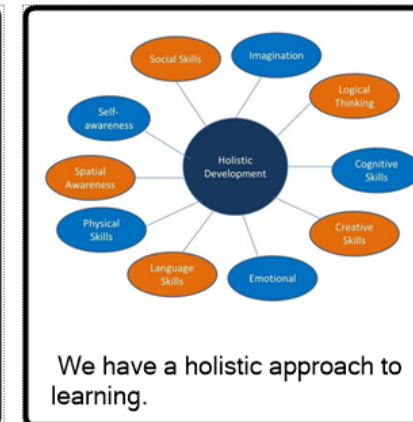 Social Skills
Imagination
Logical
Thinking
Self-
awareness
Holistic
Development
Cognitive
Skills
Spatial
Awareness
Physical
Skills
Creative
Skills
Language
Skills
Emotional
We have a holistic approach to
learning.